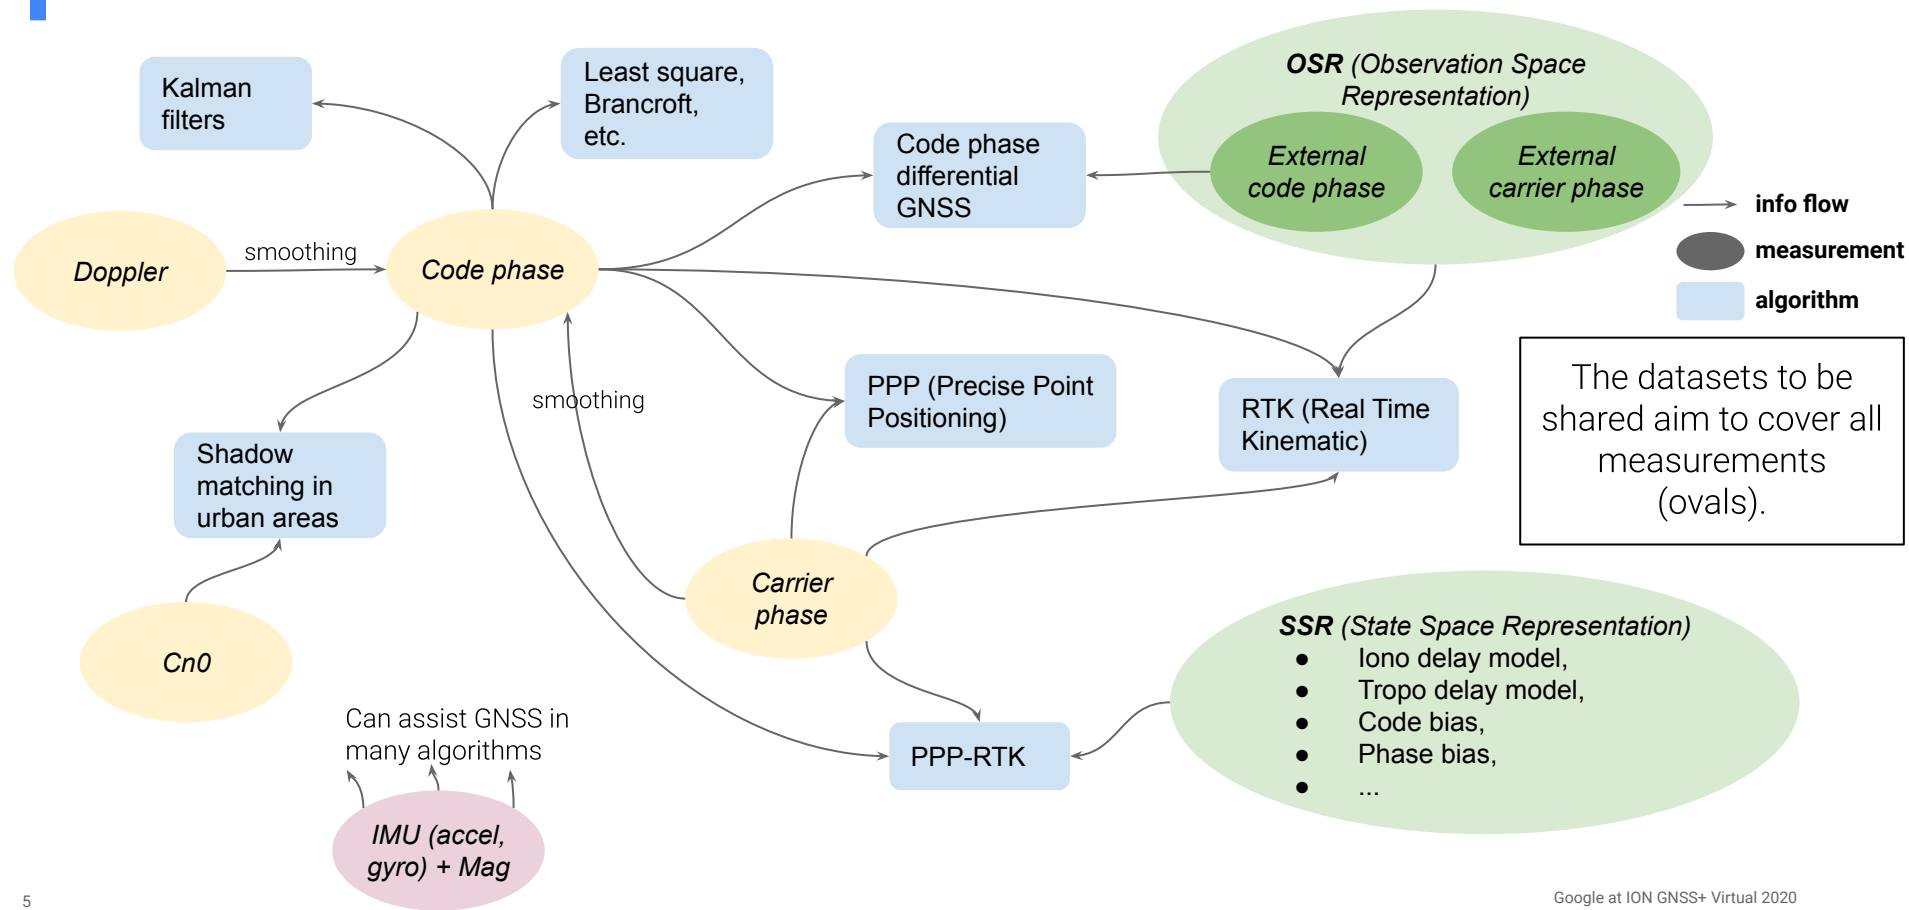 Kalman
filters
Least square,
Brancroft,
etc.
OSR (Observation Space
Representation)
Code phase
differential
GNSS
External
code phase
External
carrier phase
info flow
measurement
algorithm
Doppler
smoothing
Code phase
The datasets to be
shared aim to cover all
measurements
(ovals).
smoothing
PPP (Precise Point
Positioning)
RTK (Real Time
Kinematic)
Shadow
matching in
urban areas
Carrier
phase
Cn0
SSR (State Space Representation)
● Iono delay model,
● Tropo delay model,
● Code bias,
● Phase bias,
● ...
Can assist GNSS in
many algorithms
PPP-RTK
IMU (accel,
gyro) + Mag
5
Google at ION GNSS+ Virtual 2020